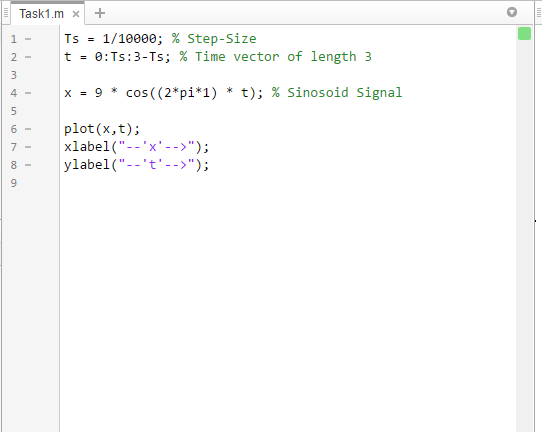 Task1.m × +
1 – Ts = 1/10000; % Step-Size
2 – t = 0:Ts:3-Ts; % Time vector of length 3
3
4 – x = 9 * cos((2*pi*1) * t); % Sinosoid Signal
5
6 – plot(x,t);
7 – xlabel("--'x'-->");
8 – ylabel("--'t'-->");
9